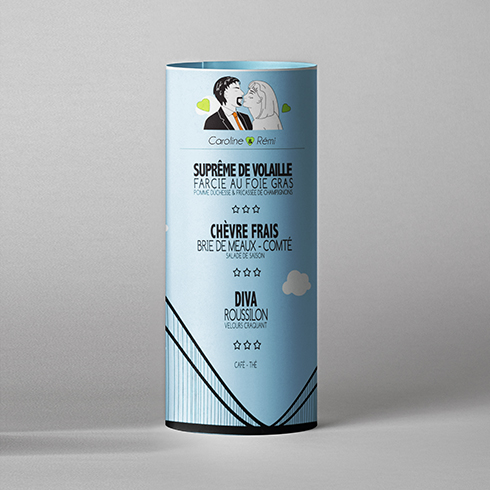 Caroline & Rémi
SUPRÊME DE VOLAILLE
FARCIE AU FOIE GRAS
POMME DUCHESSE & FRICASSÉE DE CHAMPIGNONS
CHÈVRE FRAIS
BRIE DE MEAUX - COMTÉ
SALADE DE SAISON
DIVA
ROUSSILON
VELOURS CRAQUANT
CAFÉ - THÉ